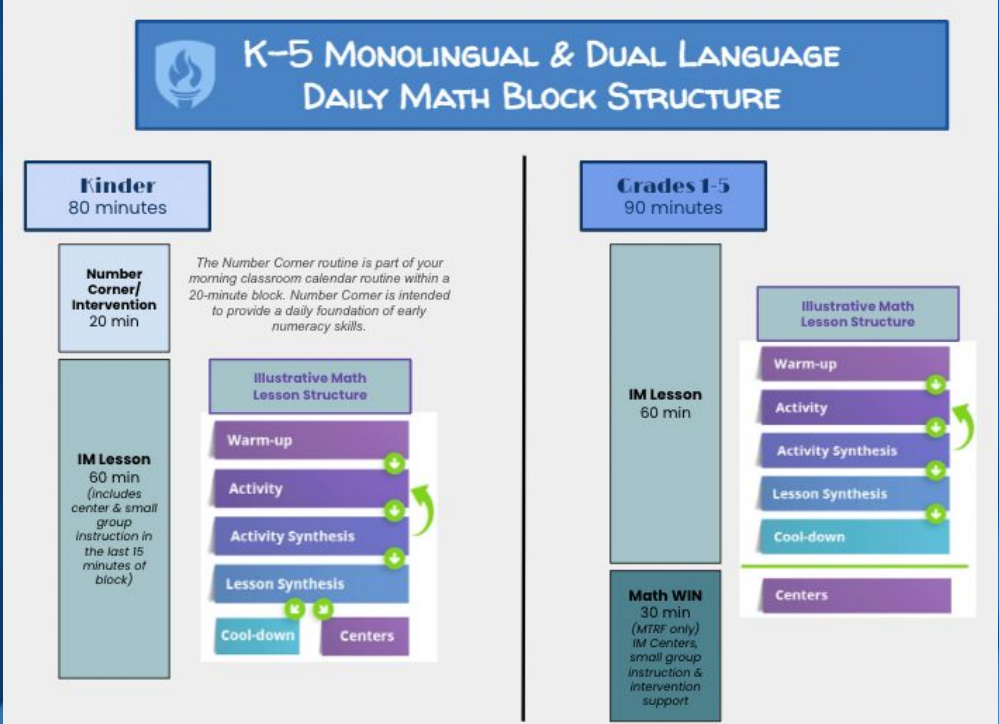 K-5 Monolingual & Dual Language
Daily Math Block Structure
Kinder
80 minutes
Number
Corner/
Intervention
20 min
The Number Corner routine is part of your
morning classroom calendar routine within a
20-minute block. Number Corner is intended
to provide a daily foundation of early
numeracy skills.
IM Lesson
60 min
(includes
center & small
group
instruction in
the last 15
minutes of
block)
Illustrative Math
Lesson Structure
Warm-up
Activity
Activity Synthesis
Lesson Synthesis
Cool-down
Centers
Grades 1-5
90 minutes
IM Lesson
60 min
Math WIN
30 min
(MTRF only)
IM Centers,
small group
instruction &
intervention
support
Illustrative Math
Lesson Structure
Warm-up
Activity
Activity Synthesis
Lesson Synthesis
Cool-down
Centers